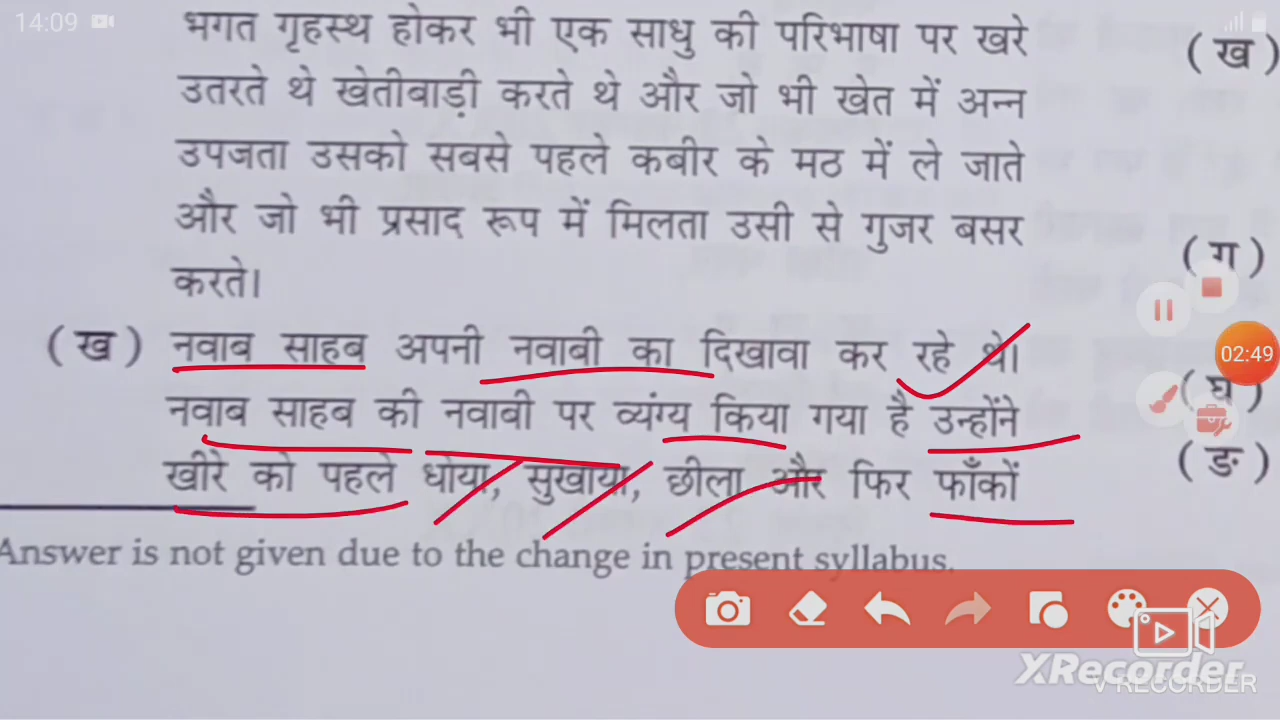 14:09
भगत गृहस्थ होकर भी एक साधु की परिभाषा पर खरे
उतरते थे खेतीबाड़ी करते थे और जो भी खेत में अन्न
उपजता उसको सबसे पहले कबीर के मठ में ले जाते
और जो भी प्रसाद रूप में मिलता उसी से गुजर बसर
करते।
(ख) नवाब साहब अपनी नवाबी का दिखावा कर रहे थे।
नवाब साहब की नवाबी पर व्यंग्य किया गया है उन्होंने
खीरे को पहले धोया, सुखाया, छीला और फिर फाँकों
Answer is not given due to the change in present syllabus.
(ख)
(ग)
02:49
(घ)
(ङ)
XRecorder
V RECORDER